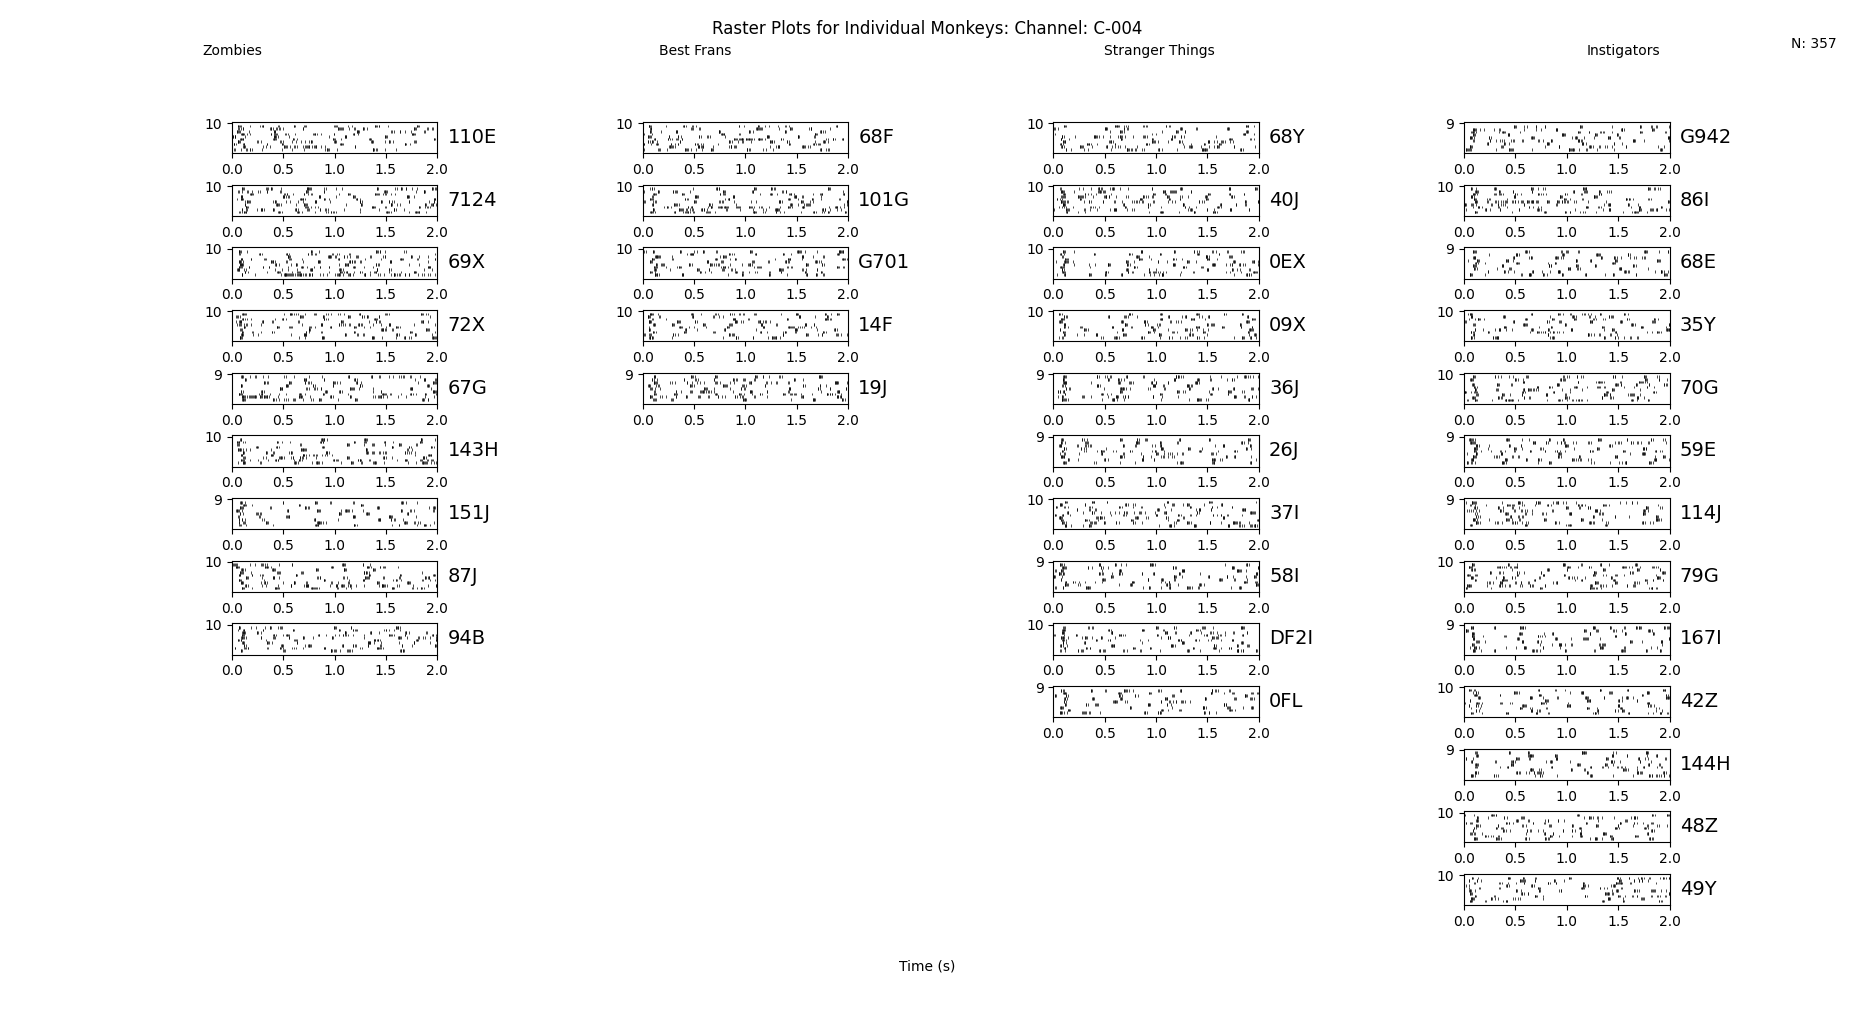 Raster Plots for Individual Monkeys: Channel: C-004
Zombies Best Frans Stranger Things Instigators N: 357
10 110E 10 68F 10 68Y 9 G942
0.0 0.5 1.0 1.5 2.0 0.0 0.5 1.0 1.5 2.0 0.0 0.5 1.0 1.5 2.0 0.0 0.5 1.0 1.5 2.0
10 7124 10 101G 10 40J 10 86I
0.0 0.5 1.0 1.5 2.0 0.0 0.5 1.0 1.5 2.0 0.0 0.5 1.0 1.5 2.0 0.0 0.5 1.0 1.5 2.0
10 69X 10 G701 10 0EX 9 68E
0.0 0.5 1.0 1.5 2.0 0.0 0.5 1.0 1.5 2.0 0.0 0.5 1.0 1.5 2.0 0.0 0.5 1.0 1.5 2.0
10 72X 10 14F 10 09X 10 35Y
0.0 0.5 1.0 1.5 2.0 0.0 0.5 1.0 1.5 2.0 0.0 0.5 1.0 1.5 2.0 0.0 0.5 1.0 1.5 2.0
9 67G 9 19J 9 36J 10 70G
0.0 0.5 1.0 1.5 2.0 0.0 0.5 1.0 1.5 2.0 0.0 0.5 1.0 1.5 2.0 0.0 0.5 1.0 1.5 2.0
10 143H 9 26J 9 59E
0.0 0.5 1.0 1.5 2.0 0.0 0.5 1.0 1.5 2.0 0.0 0.5 1.0 1.5 2.0
9 151J 10 37I 9 114J
0.0 0.5 1.0 1.5 2.0 0.0 0.5 1.0 1.5 2.0 0.0 0.5 1.0 1.5 2.0
10 87J 9 58I 10 79G
0.0 0.5 1.0 1.5 2.0 0.0 0.5 1.0 1.5 2.0 0.0 0.5 1.0 1.5 2.0
10 94B 10 DF2I 9 167I
0.0 0.5 1.0 1.5 2.0 0.0 0.5 1.0 1.5 2.0 0.0 0.5 1.0 1.5 2.0
9 0FL 10 42Z
0.0 0.5 1.0 1.5 2.0 0.0 0.5 1.0 1.5 2.0
9 144H
0.0 0.5 1.0 1.5 2.0
10 48Z
0.0 0.5 1.0 1.5 2.0
10 49Y
0.0 0.5 1.0 1.5 2.0
Time (s)